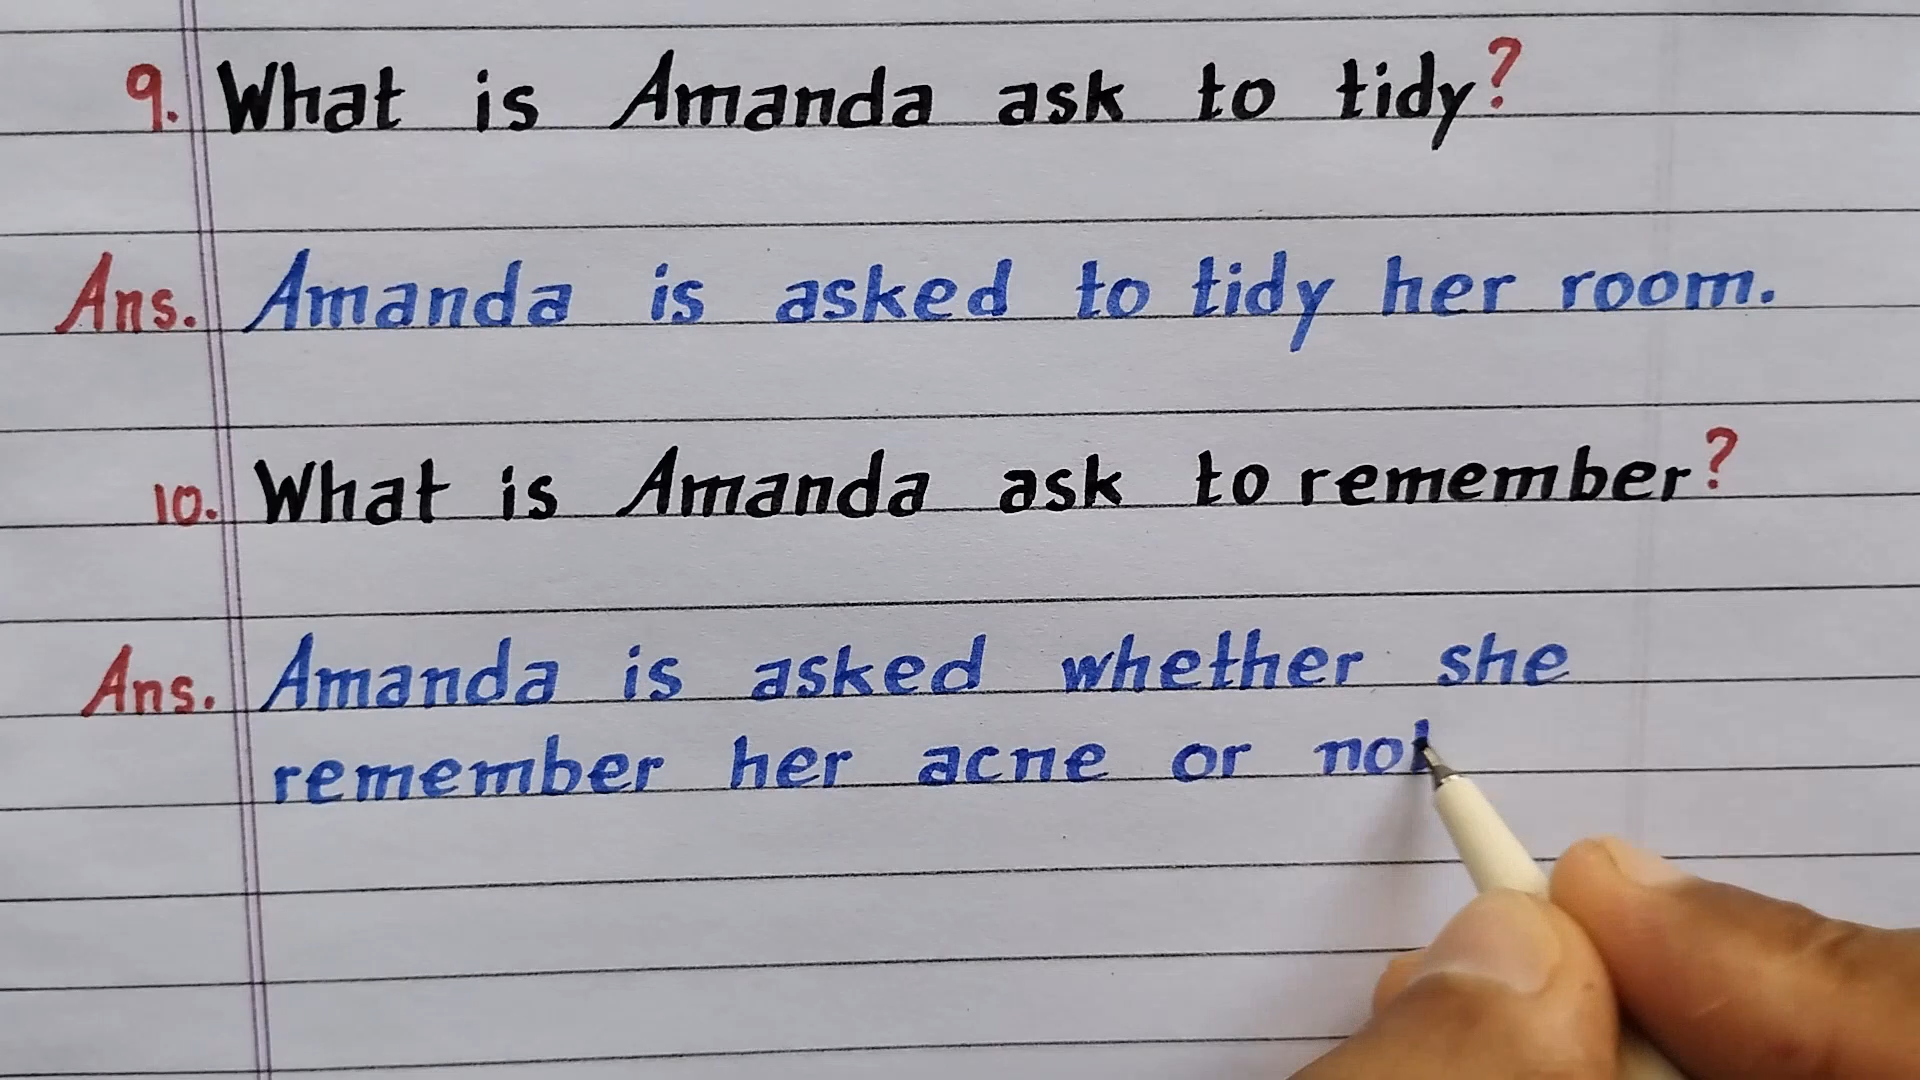 9. What is Amanda ask to tidy?
Ans. Amanda is asked to tidy her room.
10. What is Amanda ask to remember?
Ans. Amanda is asked whether she
remember her acne or not